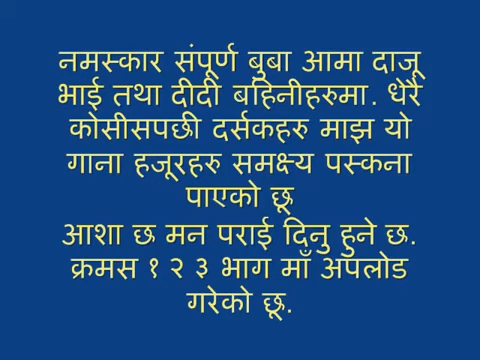 नमस्कार संपूर्ण बुबा आमा दाजू
भाई तथा दीदी बहिनीहरुमा. धेरै
कोसीसपछी दर्सकहरु माझ यो
गाना हजूरहरु समक्ष्य पस्कना
पाएको छू
आशा छ मन पराई दिनु हुने छ.
क्रमस १ २ ३ भाग माँ अपलोड
गरेको छू.